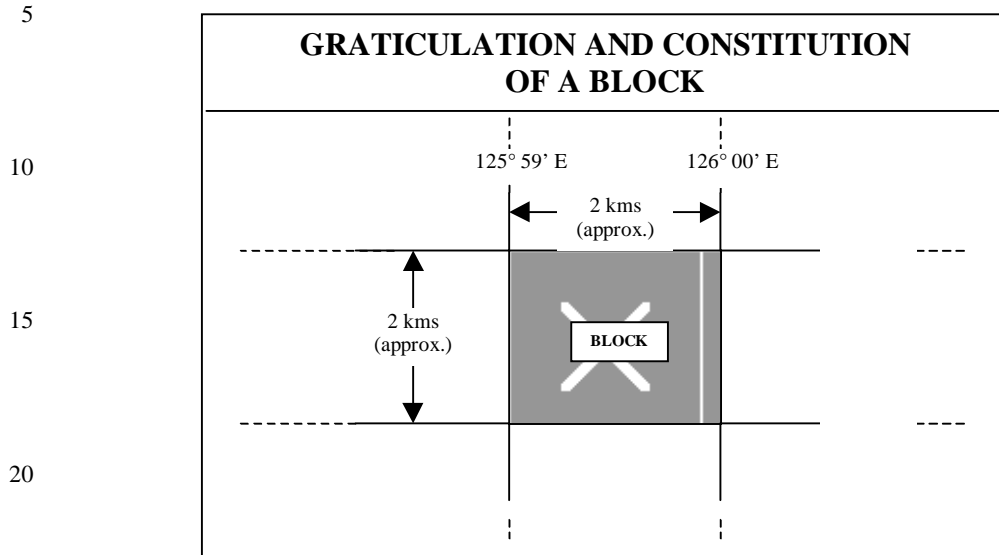 5
GRATICULATION AND CONSTITUTION
OF A BLOCK
10
125° 59’ E 126° 00’ E
2 kms
(approx.)
15
2 kms
(approx.)
BLOCK
20